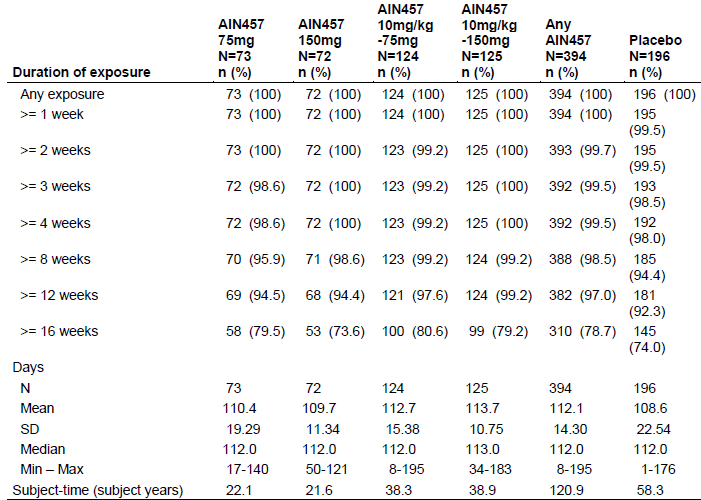 Duration of exposure AIN457 75mg N=73 n (%) AIN457 150mg N=72 n (%) AIN457 10mg/kg -75mg N=124 n (%) AIN457 10mg/kg -150mg N=125 n (%) Any AIN457 N=394 n (%) Placebo N=196 n (%)
Any exposure 73 (100) 72 (100) 124 (100) 125 (100) 394 (100) 196 (100)
>= 1 week 73 (100) 72 (100) 124 (100) 125 (100) 394 (100) 195 (99.5)
>= 2 weeks 73 (100) 72 (100) 123 (99.2) 125 (100) 393 (99.7) 195 (99.5)
>= 3 weeks 72 (98.6) 72 (100) 123 (99.2) 125 (100) 392 (99.5) 193 (98.5)
>= 4 weeks 72 (98.6) 72 (100) 123 (99.2) 125 (100) 392 (99.5) 192 (98.0)
>= 8 weeks 70 (95.9) 71 (98.6) 123 (99.2) 124 (99.2) 388 (98.5) 185 (94.4)
>= 12 weeks 69 (94.5) 68 (94.4) 121 (97.6) 124 (99.2) 382 (97.0) 181 (92.3)
>= 16 weeks 58 (79.5) 53 (73.6) 100 (80.6) 99 (79.2) 310 (78.7) 145 (74.0)
Days
N 73 72 124 125 394 196
Mean 110.4 109.7 112.7 113.7 112.1 108.6
SD 19.29 11.34 15.38 10.75 14.30 22.54
Median 112.0 112.0 112.0 113.0 112.0 112.0
Min – Max 17-140 50-121 8-195 34-183 8-195 1-176
Subject-time (subject years) 22.1 21.6 38.3 38.9 120.9 58.3